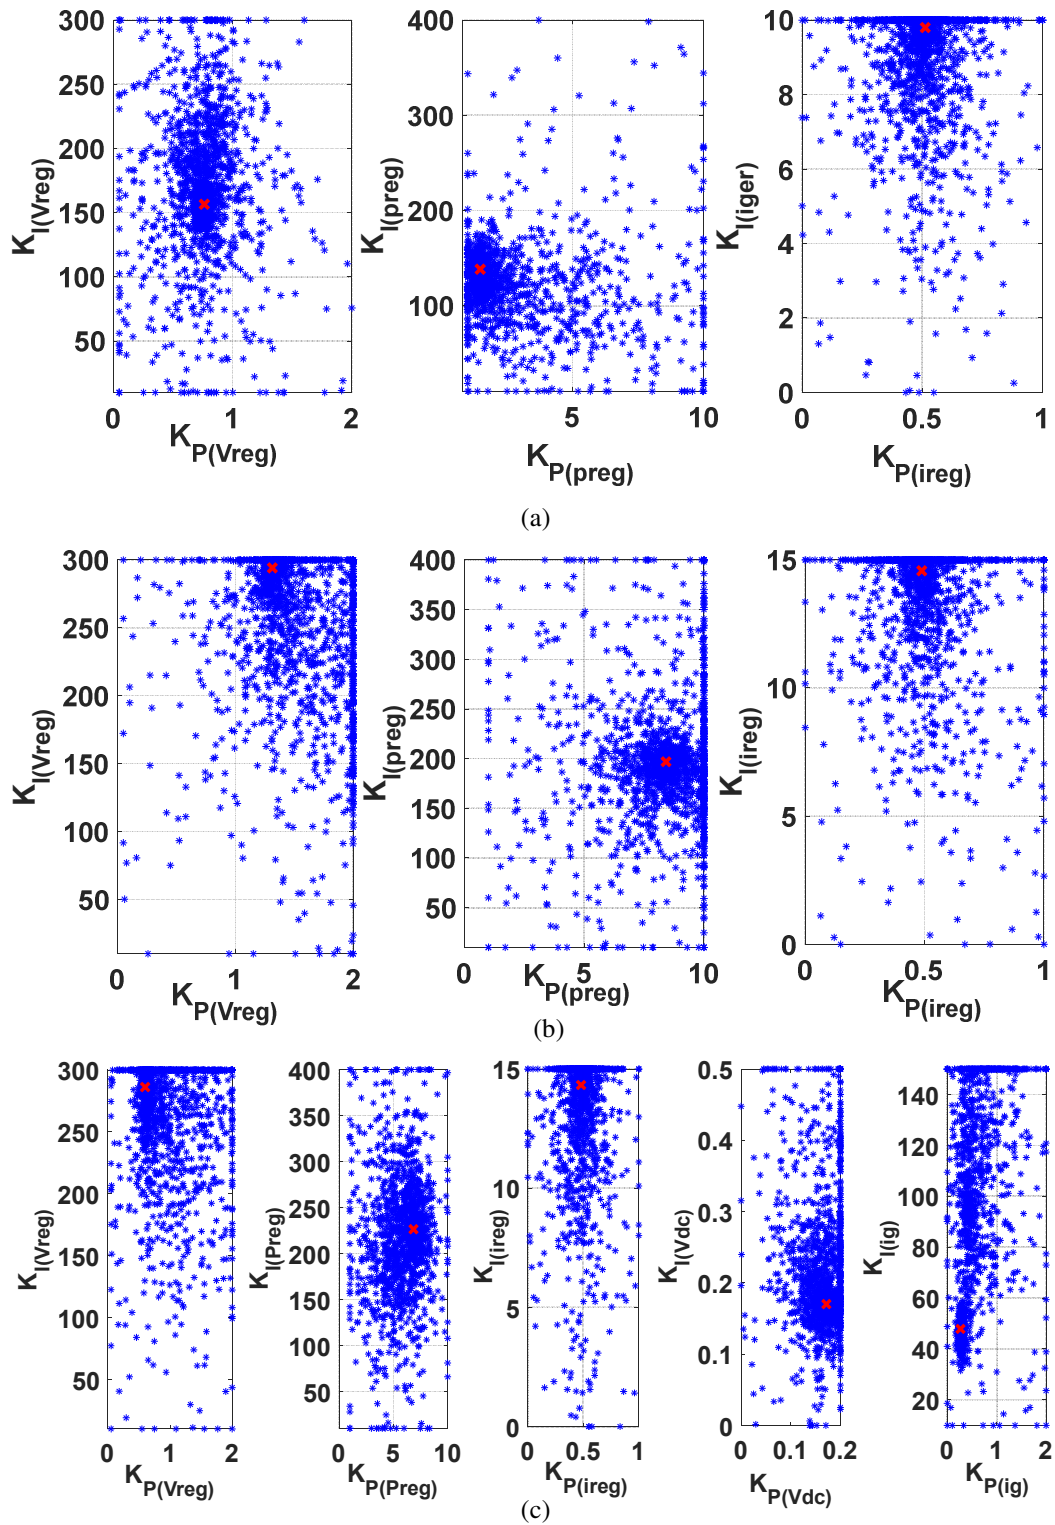 300
250
200
150
100
50
K_I(Vreg)
0 1 2
K_P(Vreg)
400
300
200
100
K_I(preg)
5 10
K_P(preg)
10
8
6
4
2
0
K_I(iger)
0 0.5 1
K_P(ireg)
(a)
300
250
200
150
100
50
K_I(Vreg)
0 1 2
K_P(Vreg)
400
350
300
250
200
150
100
50
K_I(preg)
0 5 10
K_P(preg)
15
10
5
0
K_I(ireg)
0 0.5 1
K_P(ireg)
(b)
300
250
200
150
100
50
K_I(Vreg)
0 1 2
K_P(Vreg)
400
350
300
250
200
150
100
50
K_I(Preg)
0 5 10
K_P(Preg)
15
10
5
0
K_I(ireg)
0 0.5 1
K_P(ireg)
0.5
0.4
0.3
0.2
0.1
0
K_I(Vdc)
0 0.1 0.2
K_P(Vdc)
140
120
100
80
60
40
20
K_I(ig)
0 1 2
K_P(ig)
(c)